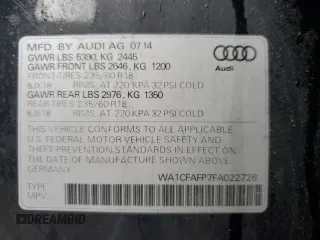 MFD. BY AUDI AG 07/14
GVWR LBS 5390, KG 2445
GAWR FRONT LBS 2646, KG 1200
FRONT-TIRES 235/60 R18
8JX18 RIMS, AT 220 KPA 32 PSI COLD
GAWR REAR LBS 2976, KG 1350
REAR-TIRES 235/60 R18
8JX18 RIMS, AT 220 KPA 32 PSI COLD
Audi
THIS VEHICLE CONFORMS TO ALL APPLICABLE
U.S. FEDERAL MOTOR VEHICLE SAFETY AND
THEFT PREVENTION STANDARDS IN EFFECT ON
THE DATE OF MANUFACTURE SHOWN ABOVE.
GERMANY
WA1CFAFP7FA022726
TYPE:
MPV
DREAMBID